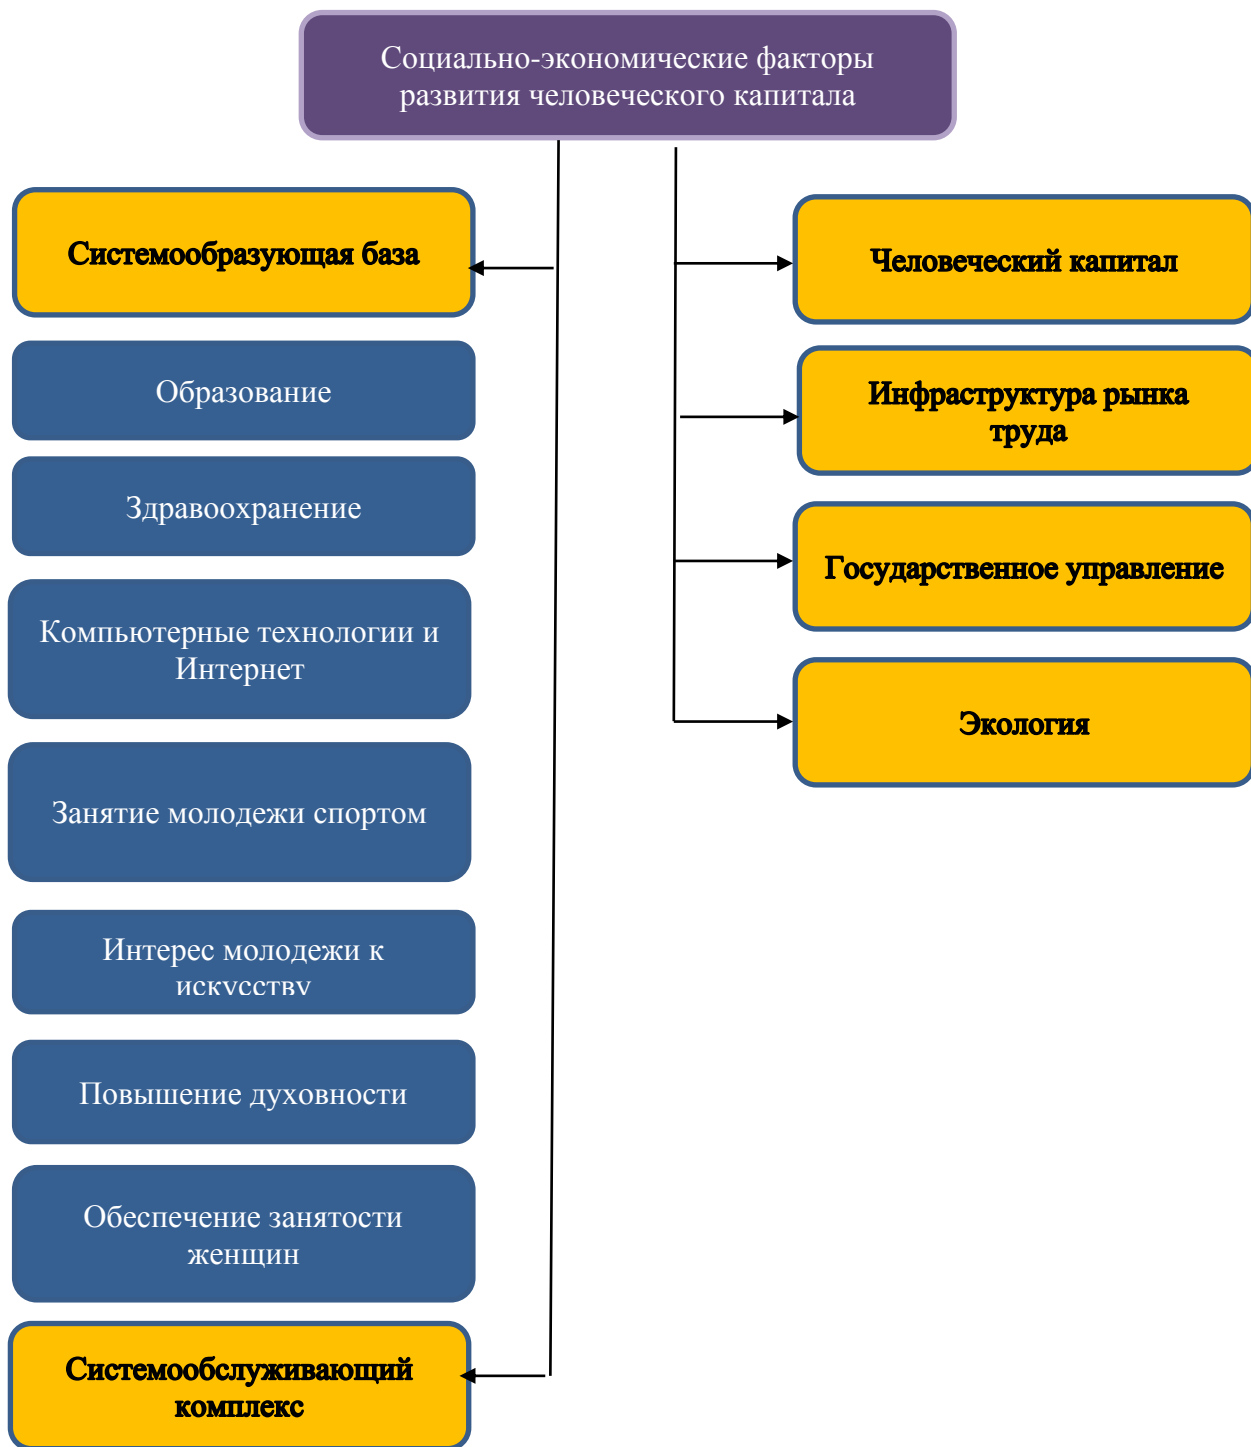 Социально-экономические факторы
развития человеческого капитала
Системообразующая база
Образование
Здравоохранение
Компьютерные технологии и
Интернет
Занятие молодежи спортом
Интерес молодежи к
искусству
Повышение духовности
Обеспечение занятости
женщин
Системообслуживающий
комплекс
Человеческий капитал
Инфраструктура рынка
труда
Государственное управление
Экология